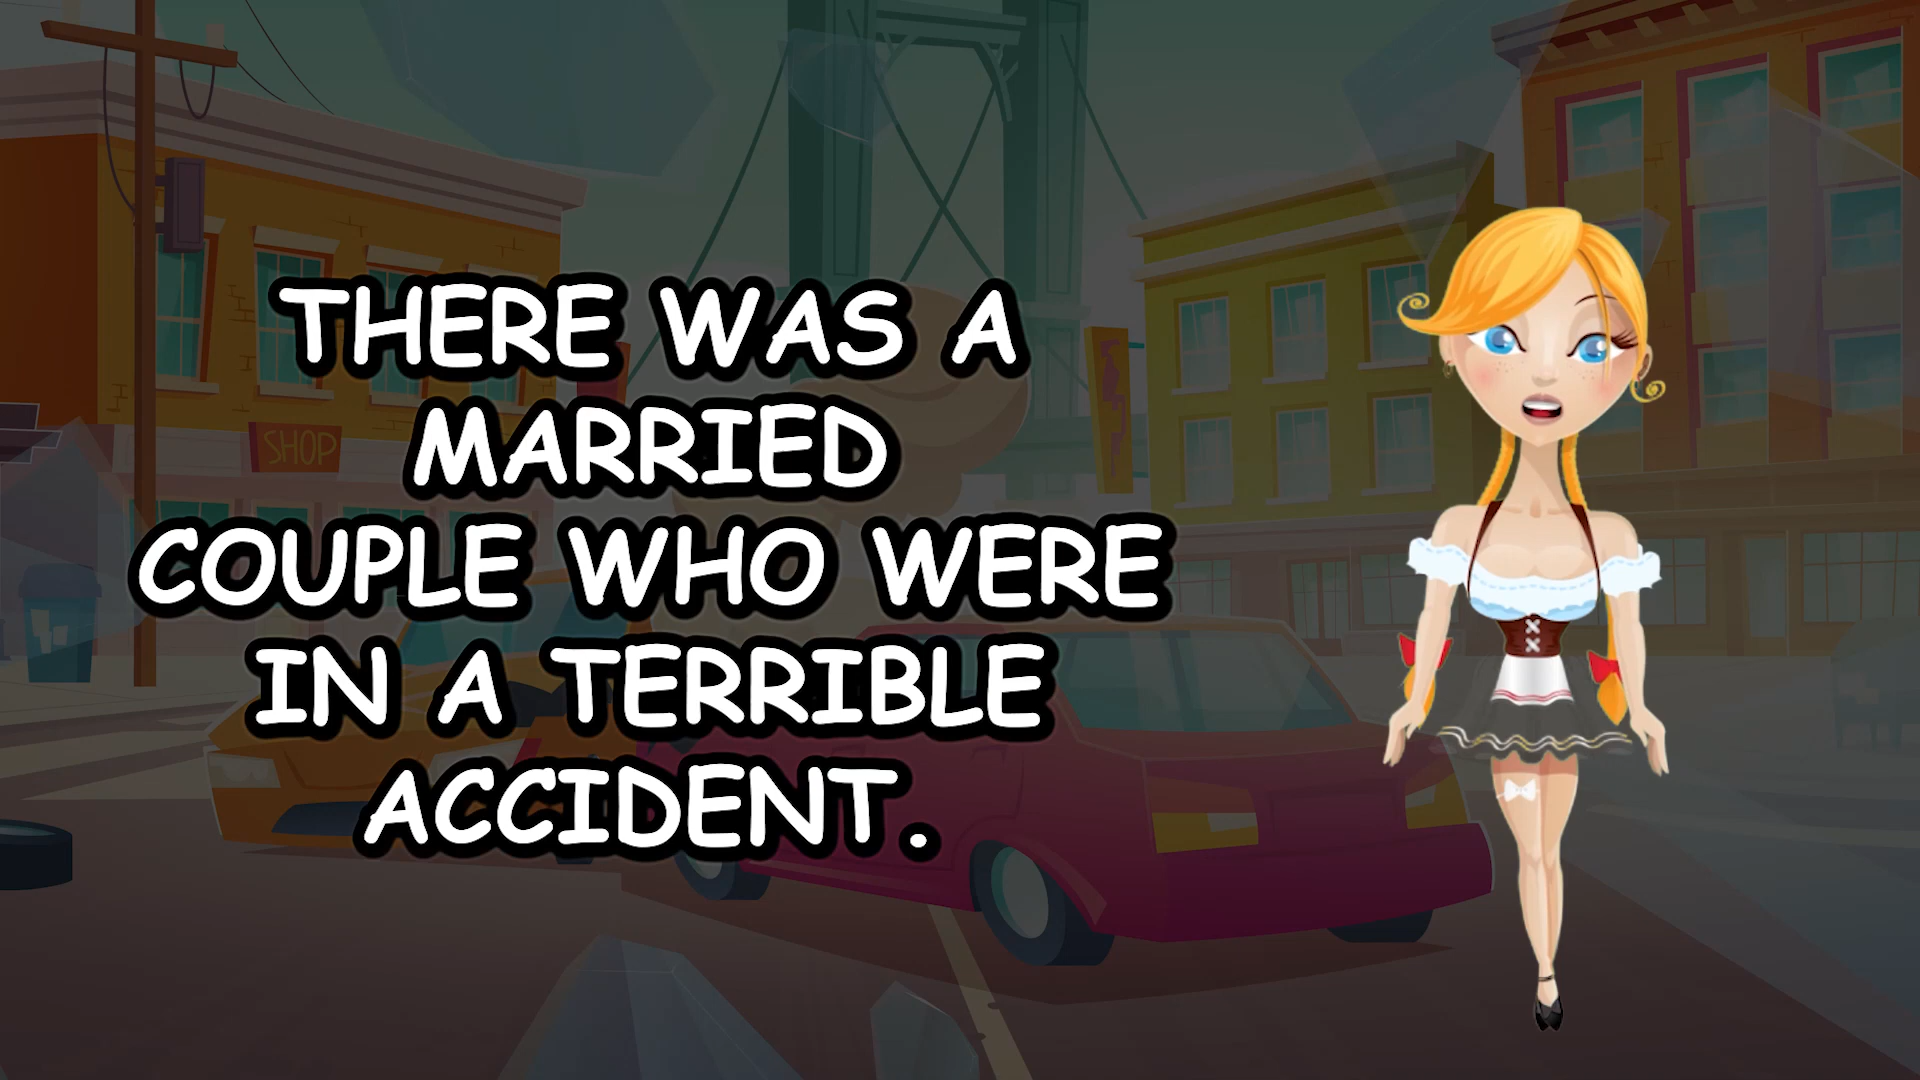 SHOP
THERE WAS A
MARRIED
COUPLE WHO WERE
IN A TERRIBLE
ACCIDENT.